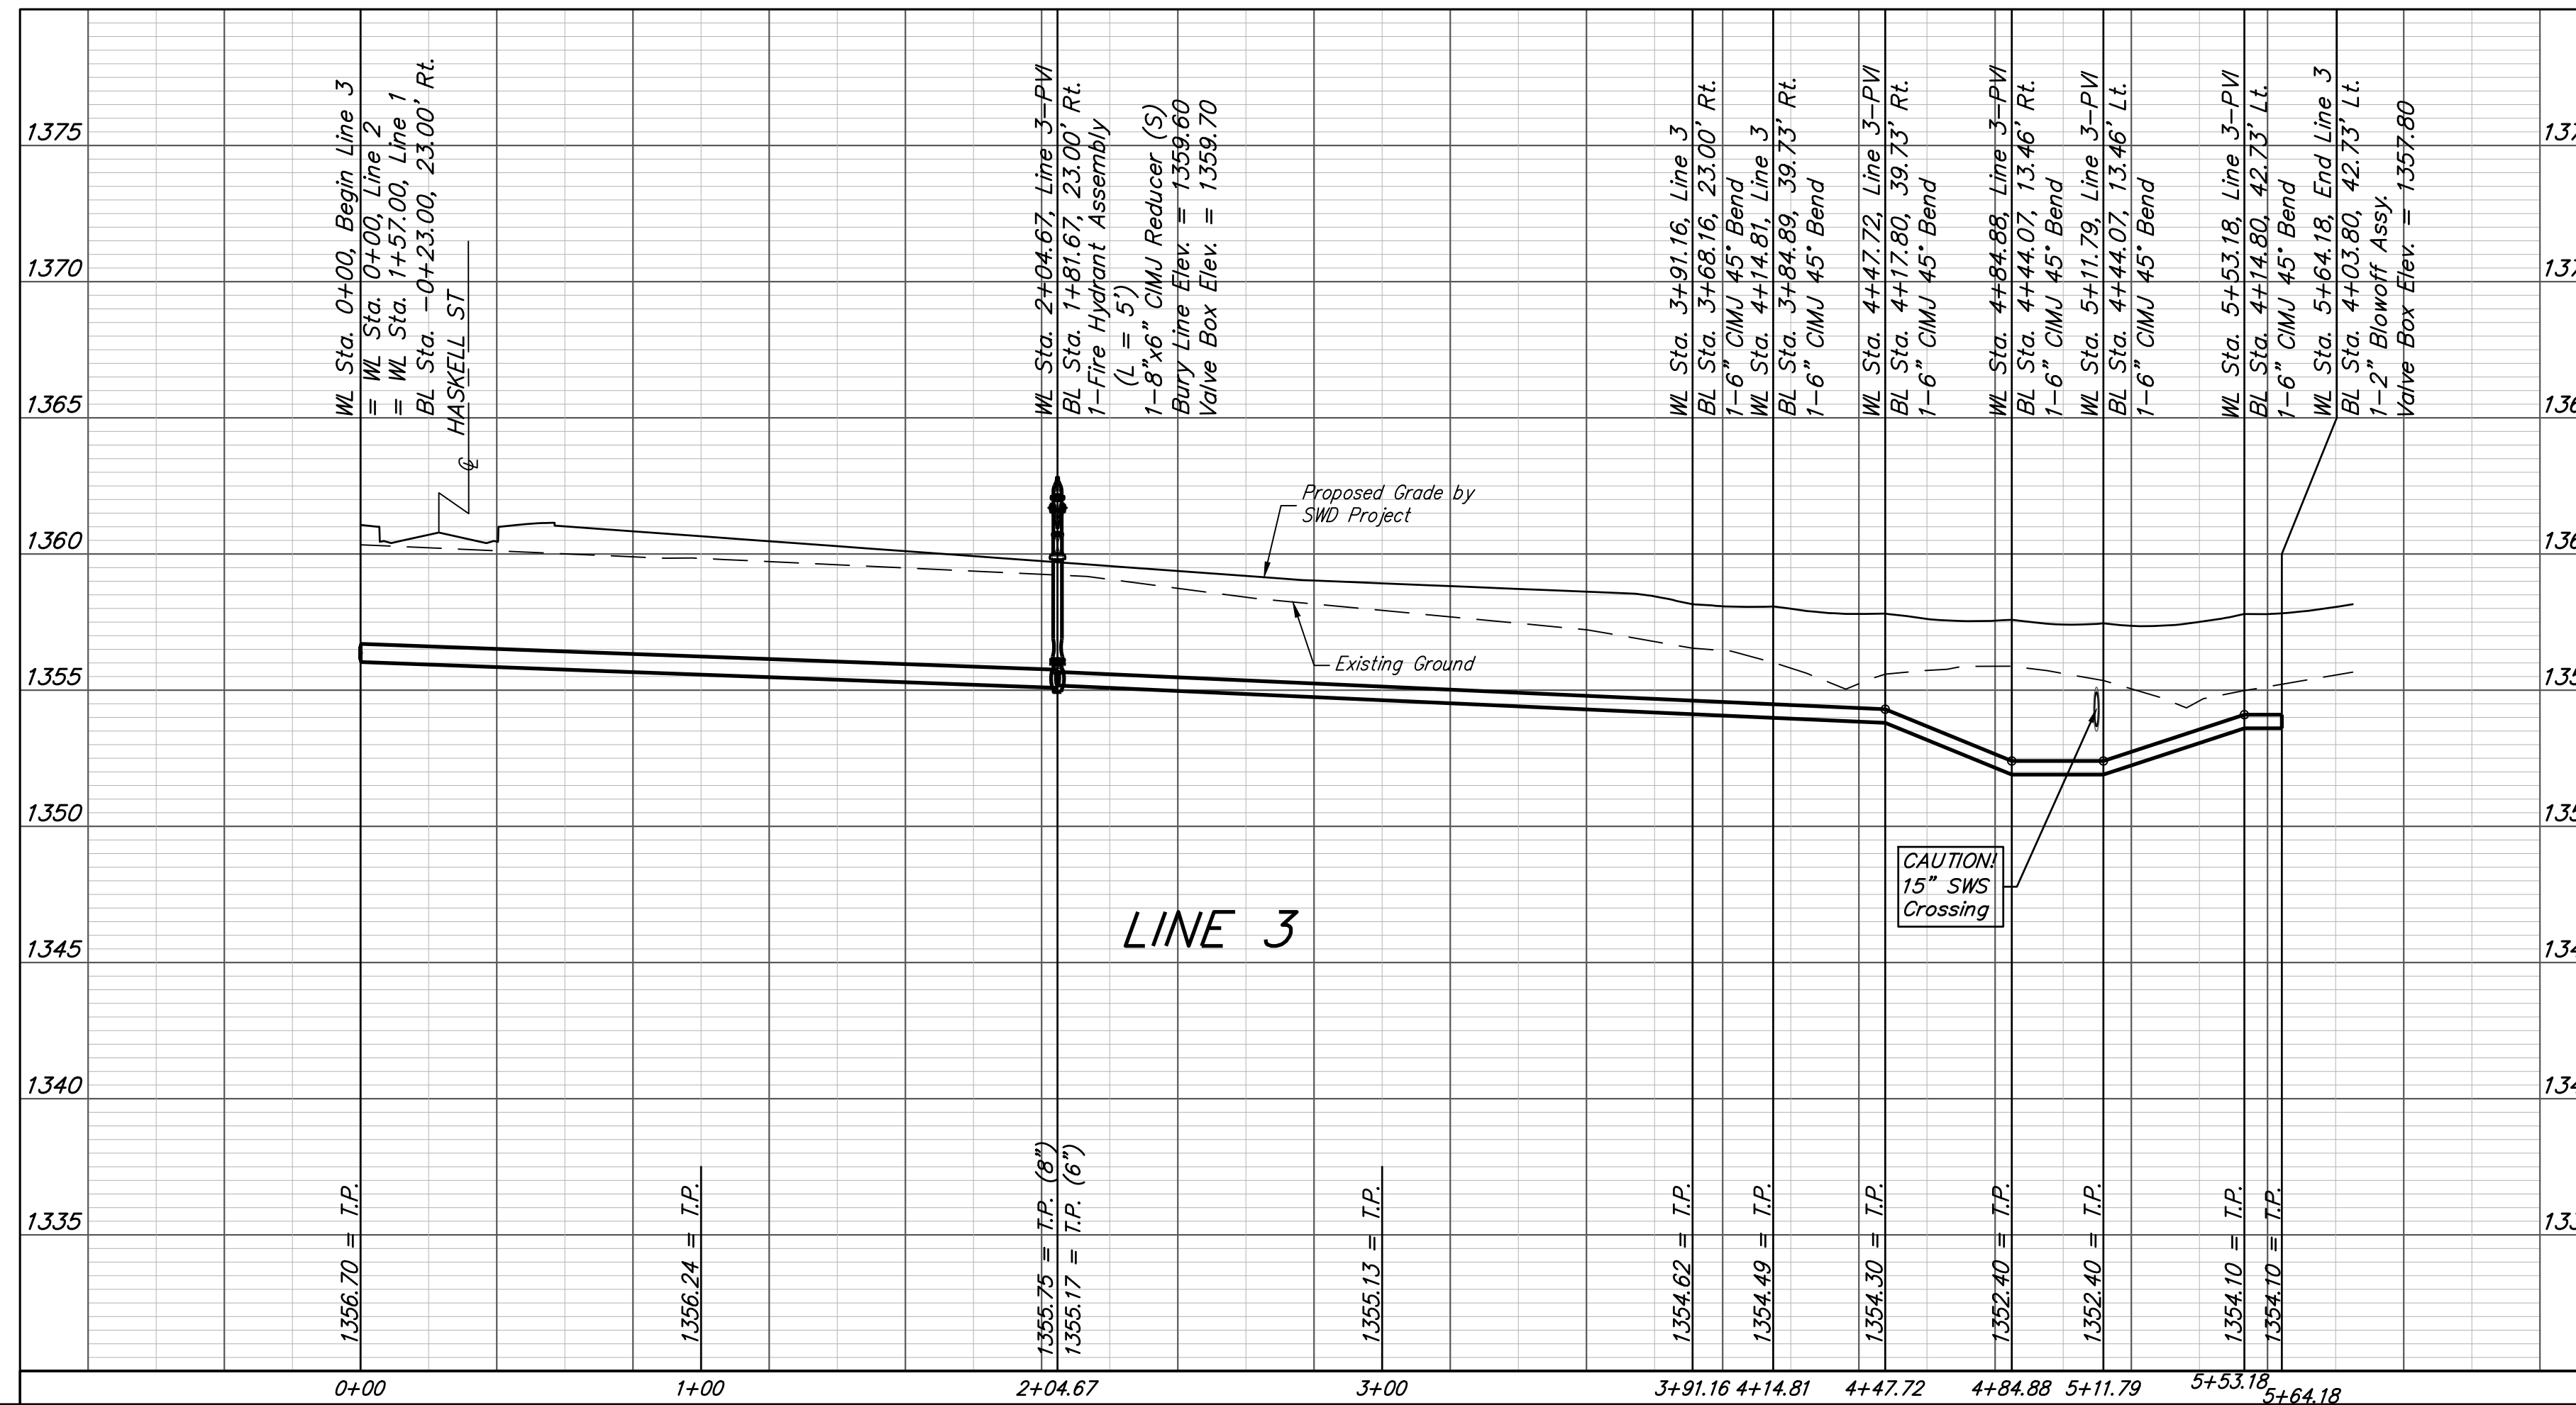 WL Sta. 0+00, Begin Line 3
= WL Sta. 0+00, Line 2
= WL Sta. 1+57.00, Line 1
BL Sta. -0+23.00, 23.00' Rt.
HASKELL ST
℄
WL Sta. 2+04.67, Line 3-PVI
BL Sta. 1+81.67, 23.00' Rt.
1-Fire Hydrant Assembly
(L = 5')
1-8"x6" CIMJ Reducer (S)
Bury Line Elev. = 1359.60
Valve Box Elev. = 1359.70
WL Sta. 3+91.16, Line 3
BL Sta. 3+68.16, 23.00' Rt.
1-6" CIMJ 45° Bend
WL Sta. 4+14.81, Line 3
BL Sta. 3+84.89, 39.73' Rt.
1-6" CIMJ 45° Bend
WL Sta. 4+47.72, Line 3-PVI
BL Sta. 4+17.80, 39.73' Rt.
1-6" CIMJ 45° Bend
WL Sta. 4+84.88, Line 3-PVI
BL Sta. 4+44.07, 13.46' Rt.
1-6" CIMJ 45° Bend
WL Sta. 5+11.79, Line 3-PVI
BL Sta. 4+44.07, 13.46' Lt.
1-6" CIMJ 45° Bend
WL Sta. 5+53.18, Line 3-PVI
BL Sta. 4+14.80, 42.73' Lt.
1-6" CIMJ 45° Bend
WL Sta. 5+64.18, End Line 3
BL Sta. 4+03.80, 42.73' Lt.
1-2" Blowoff Assy.
Valve Box Elev. = 1357.80
1375
1370
1365
1360
1355
1350
1345
1340
1335
137
137
136
136
135
135
134
134
133
Proposed Grade by
SWD Project
Existing Ground
CAUTION!
15" SWS
Crossing
LINE 3
1356.70 = T.P.
1356.24 = T.P.
1355.75 = T.P. (8")
1355.17 = T.P. (6")
1355.13 = T.P.
1354.62 = T.P.
1354.49 = T.P.
1354.30 = T.P.
1352.40 = T.P.
1352.40 = T.P.
1354.10 = T.P.
1354.10 = T.P.
0+00
1+00
2+04.67
3+00
3+91.16
4+14.81
4+47.72
4+84.88
5+11.79
5+53.18
5+64.18